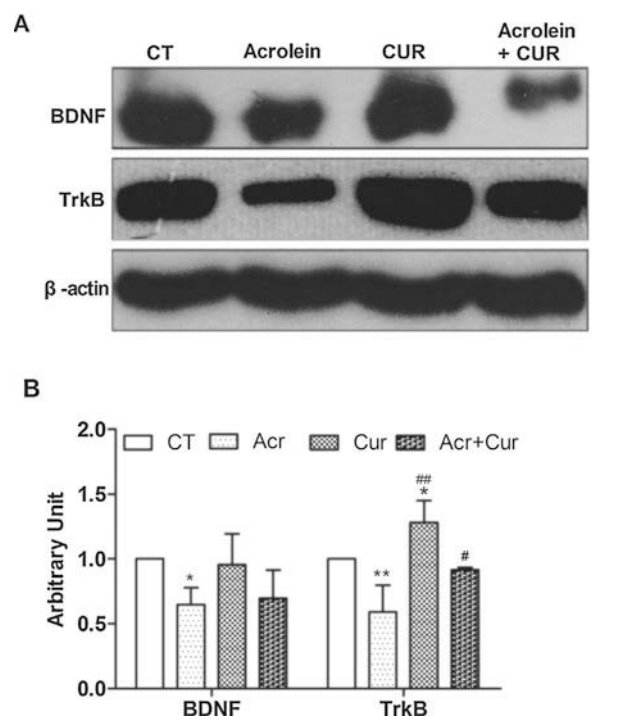 A
CT Acrolein CUR Acrolein
+ CUR
BDNF
TrkB
β -actin
B
2.0
CT Acr Cur Acr+Cur
1.5
1.0
0.5
0.0
Arbitrary Unit
*
**
##
*
#
BDNF TrkB